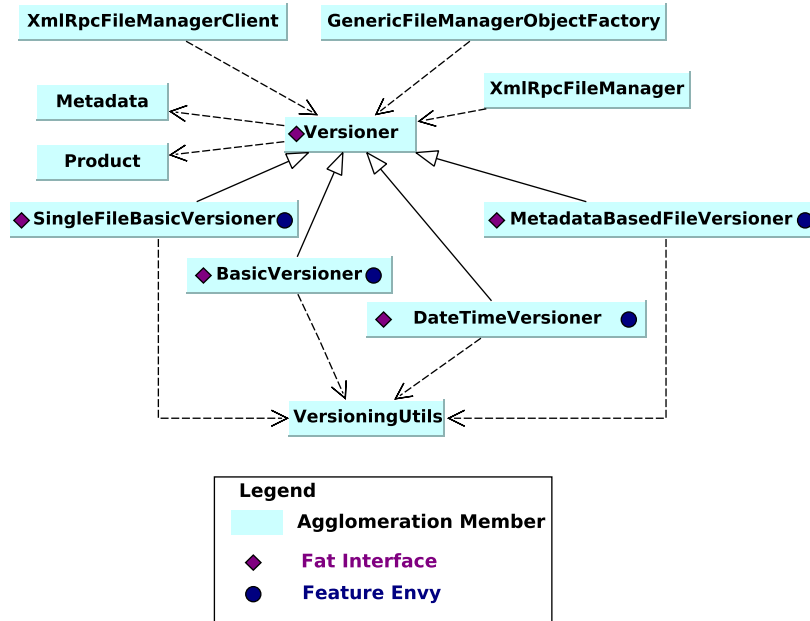 XmlRpcFileManagerClient
GenericFileManagerObjectFactory
XmlRpcFileManager
Metadata
Versioner
Product
SingleFileBasicVersioner
MetadataBasedFileVersioner
BasicVersioner
DateTimeVersioner
VersioningUtils
Legend
Agglomeration Member
Fat Interface
Feature Envy